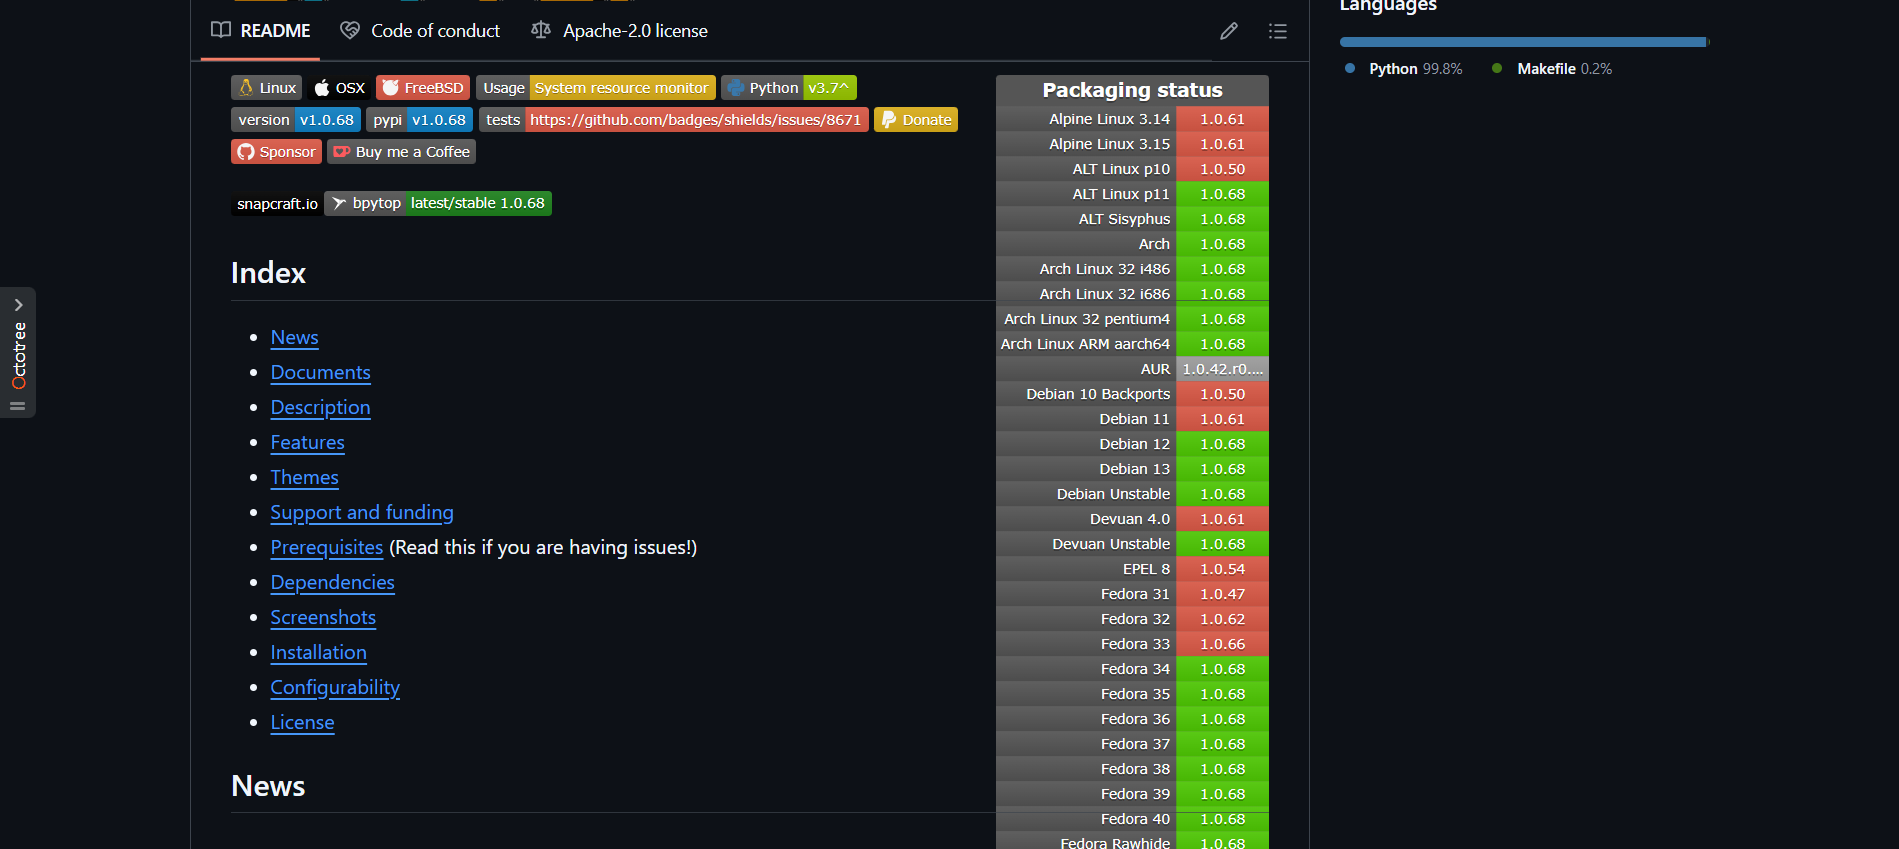 README
Code of conduct
Apache-2.0 license
Linux
OSX
FreeBSD
Usage System resource monitor
Python v3.7^
version v1.0.68
pypi v1.0.68
tests https://github.com/badges/shields/issues/8671
Donate
Sponsor
Buy me a Coffee
snapcraft.io
bpytop latest/stable 1.0.68
Index
News
Documents
Description
Features
Themes
Support and funding
Prerequisites (Read this if you are having issues!)
Dependencies
Screenshots
Installation
Configurability
License
News
Packaging status
Alpine Linux 3.14 1.0.61
Alpine Linux 3.15 1.0.61
ALT Linux p10 1.0.50
ALT Linux p11 1.0.68
ALT Sisyphus 1.0.68
Arch 1.0.68
Arch Linux 32 i486 1.0.68
Arch Linux 32 i686 1.0.68
Arch Linux 32 pentium4 1.0.68
Arch Linux ARM aarch64 1.0.68
AUR 1.0.42.r0....
Debian 10 Backports 1.0.50
Debian 11 1.0.61
Debian 12 1.0.68
Debian 13 1.0.68
Debian Unstable 1.0.68
Devuan 4.0 1.0.61
Devuan Unstable 1.0.68
EPEL 8 1.0.54
Fedora 31 1.0.47
Fedora 32 1.0.62
Fedora 33 1.0.66
Fedora 34 1.0.68
Fedora 35 1.0.68
Fedora 36 1.0.68
Fedora 37 1.0.68
Fedora 38 1.0.68
Fedora 39 1.0.68
Fedora 40 1.0.68
Fedora Rawhide 1.0.68
Languages
Python 99.8%
Makefile 0.2%
Octotree